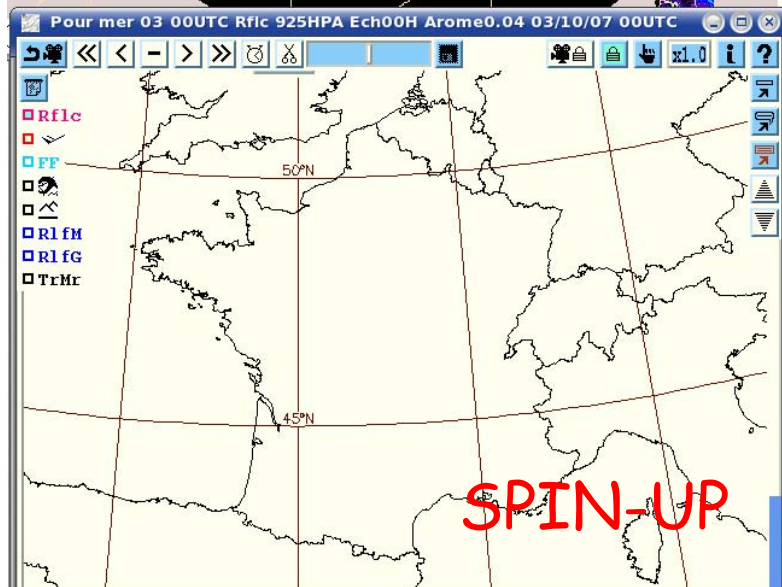 Pour mer 03 00UTC Rflc 925HPA Ech00H Arome0.04 03/10/07 00UTC
x1.0 i ?
Rflc
FF
50°N
RlfM
RlfG
TrMr
45°N
SPIN-UP